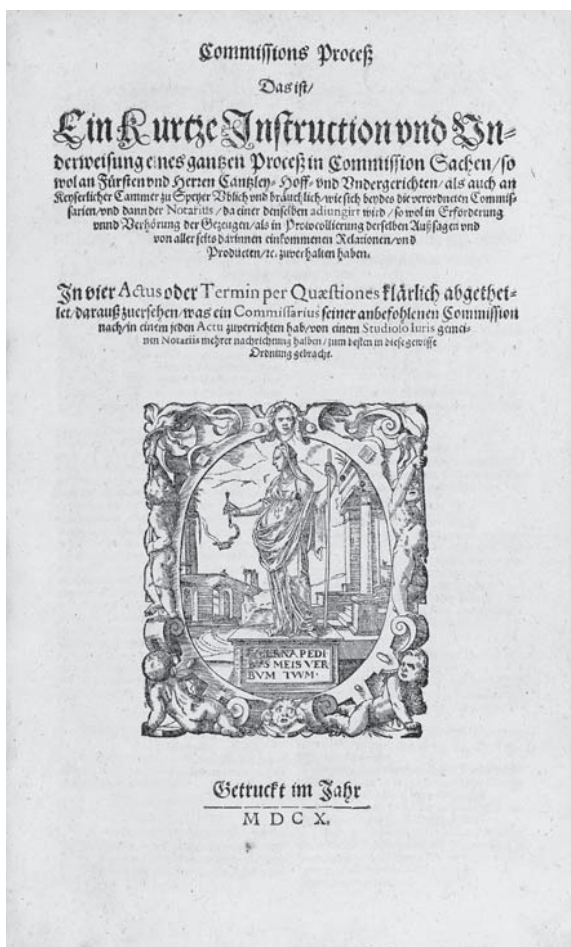 Commissions Proceß
Das ist/
Ein Kurtze Instruction vnd Vn-
derweisung eines gantzen Proceß in Commission Sachen/so
wol an Fürsten vnd Herren Cantzley- Hoff- vnd Vndergerichten/als auch an
Keyserlicher Cammer zu Speyer Vblich vnd bräuchlich/wie sich beydes die verordneten Commis-
sarien/vnd dann der Notarius/da einer denselben adiungirt wird/so wol in Erforderung
vnnd Verhörung der Gezeugen/als in Protocollierung derselben Außsagen vnd
von aller seits darinnen einkommenen Relationen/vnd
Producten/ꝛc. zuverhalten haben.
In vier Actus oder Termin per Quæstiones klärlich abgethei-
let/darauß zuersehen/was ein Commissarius seiner anbefohlenen Commission
nach/in einem jeden Actu zuverrichten hab/von einem Studioso Iuris gemei-
nen Notariis mehrer nachrichtung halben/zum besten in diese gewisse
Ordnung gebracht.
LVCERNA PEDI
BVS MEIS VER
BVM TVVM.
Getruckt im Jahr
MDCX.